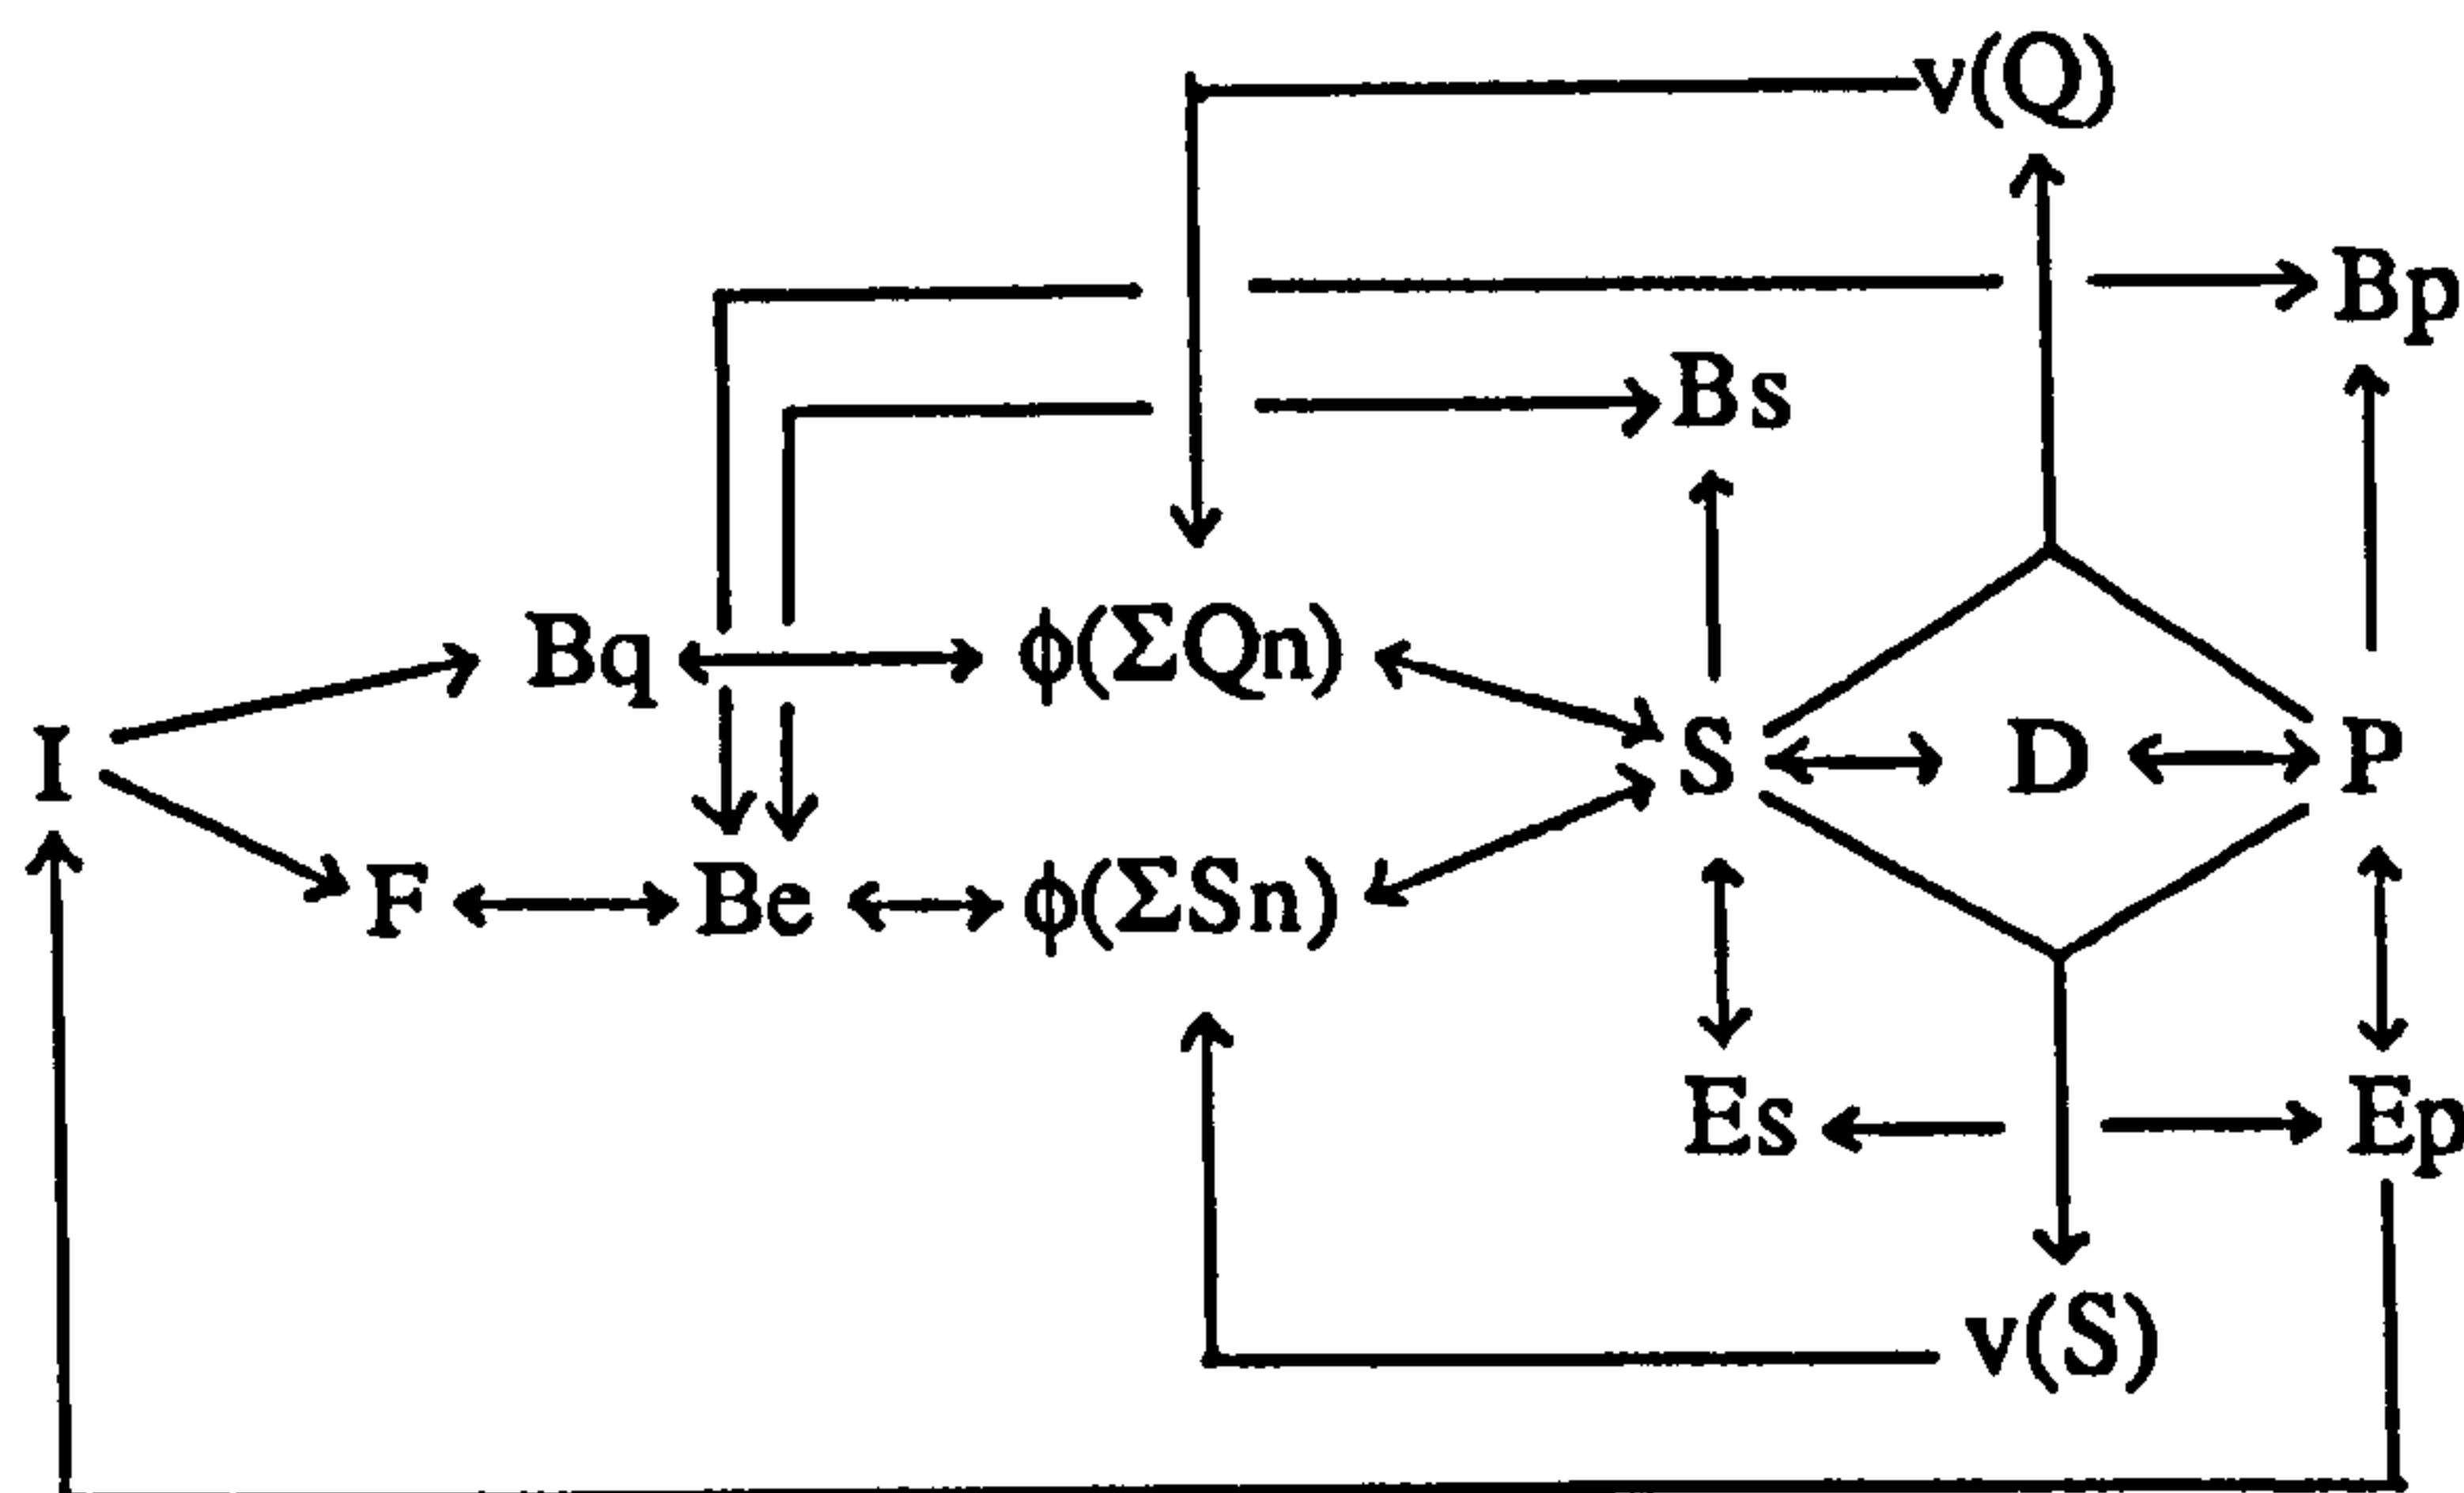 v(Q)
Bp
Bs
Bq ϕ(ΣQn)
I S D P
F Be ϕ(ΣSn)
Es Ep
v(S)